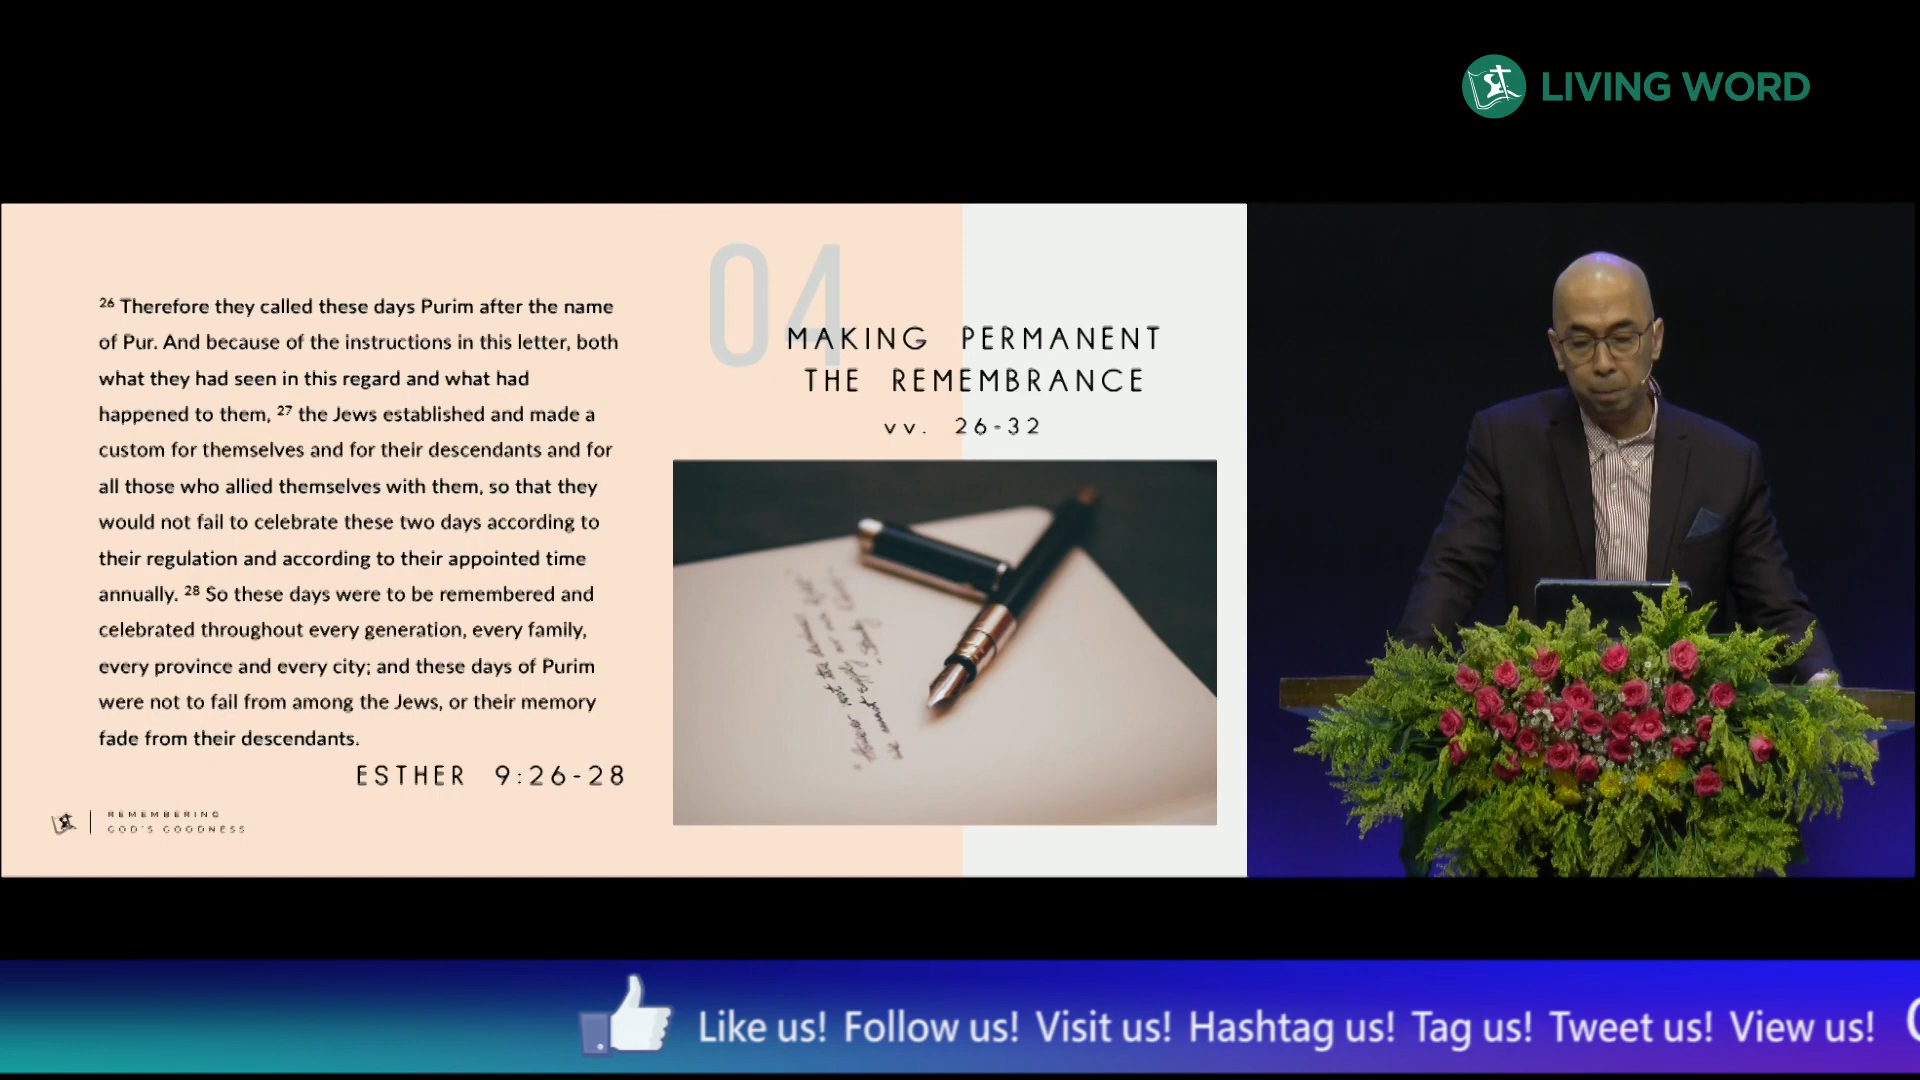 LIVING WORD
²⁶ Therefore they called these days Purim after the name
of Pur. And because of the instructions in this letter, both
what they had seen in this regard and what had
happened to them, ²⁷ the Jews established and made a
custom for themselves and for their descendants and for
all those who allied themselves with them, so that they
would not fail to celebrate these two days according to
their regulation and according to their appointed time
annually. ²⁸ So these days were to be remembered and
celebrated throughout every generation, every family,
every province and every city; and these days of Purim
were not to fail from among the Jews, or their memory
fade from their descendants.
ESTHER 9:26-28
REMEMBERING
GOD'S GOODNESS
04
MAKING PERMANENT
THE REMEMBRANCE
vv. 26-32
Like us! Follow us! Visit us! Hashtag us! Tag us! Tweet us! View us!